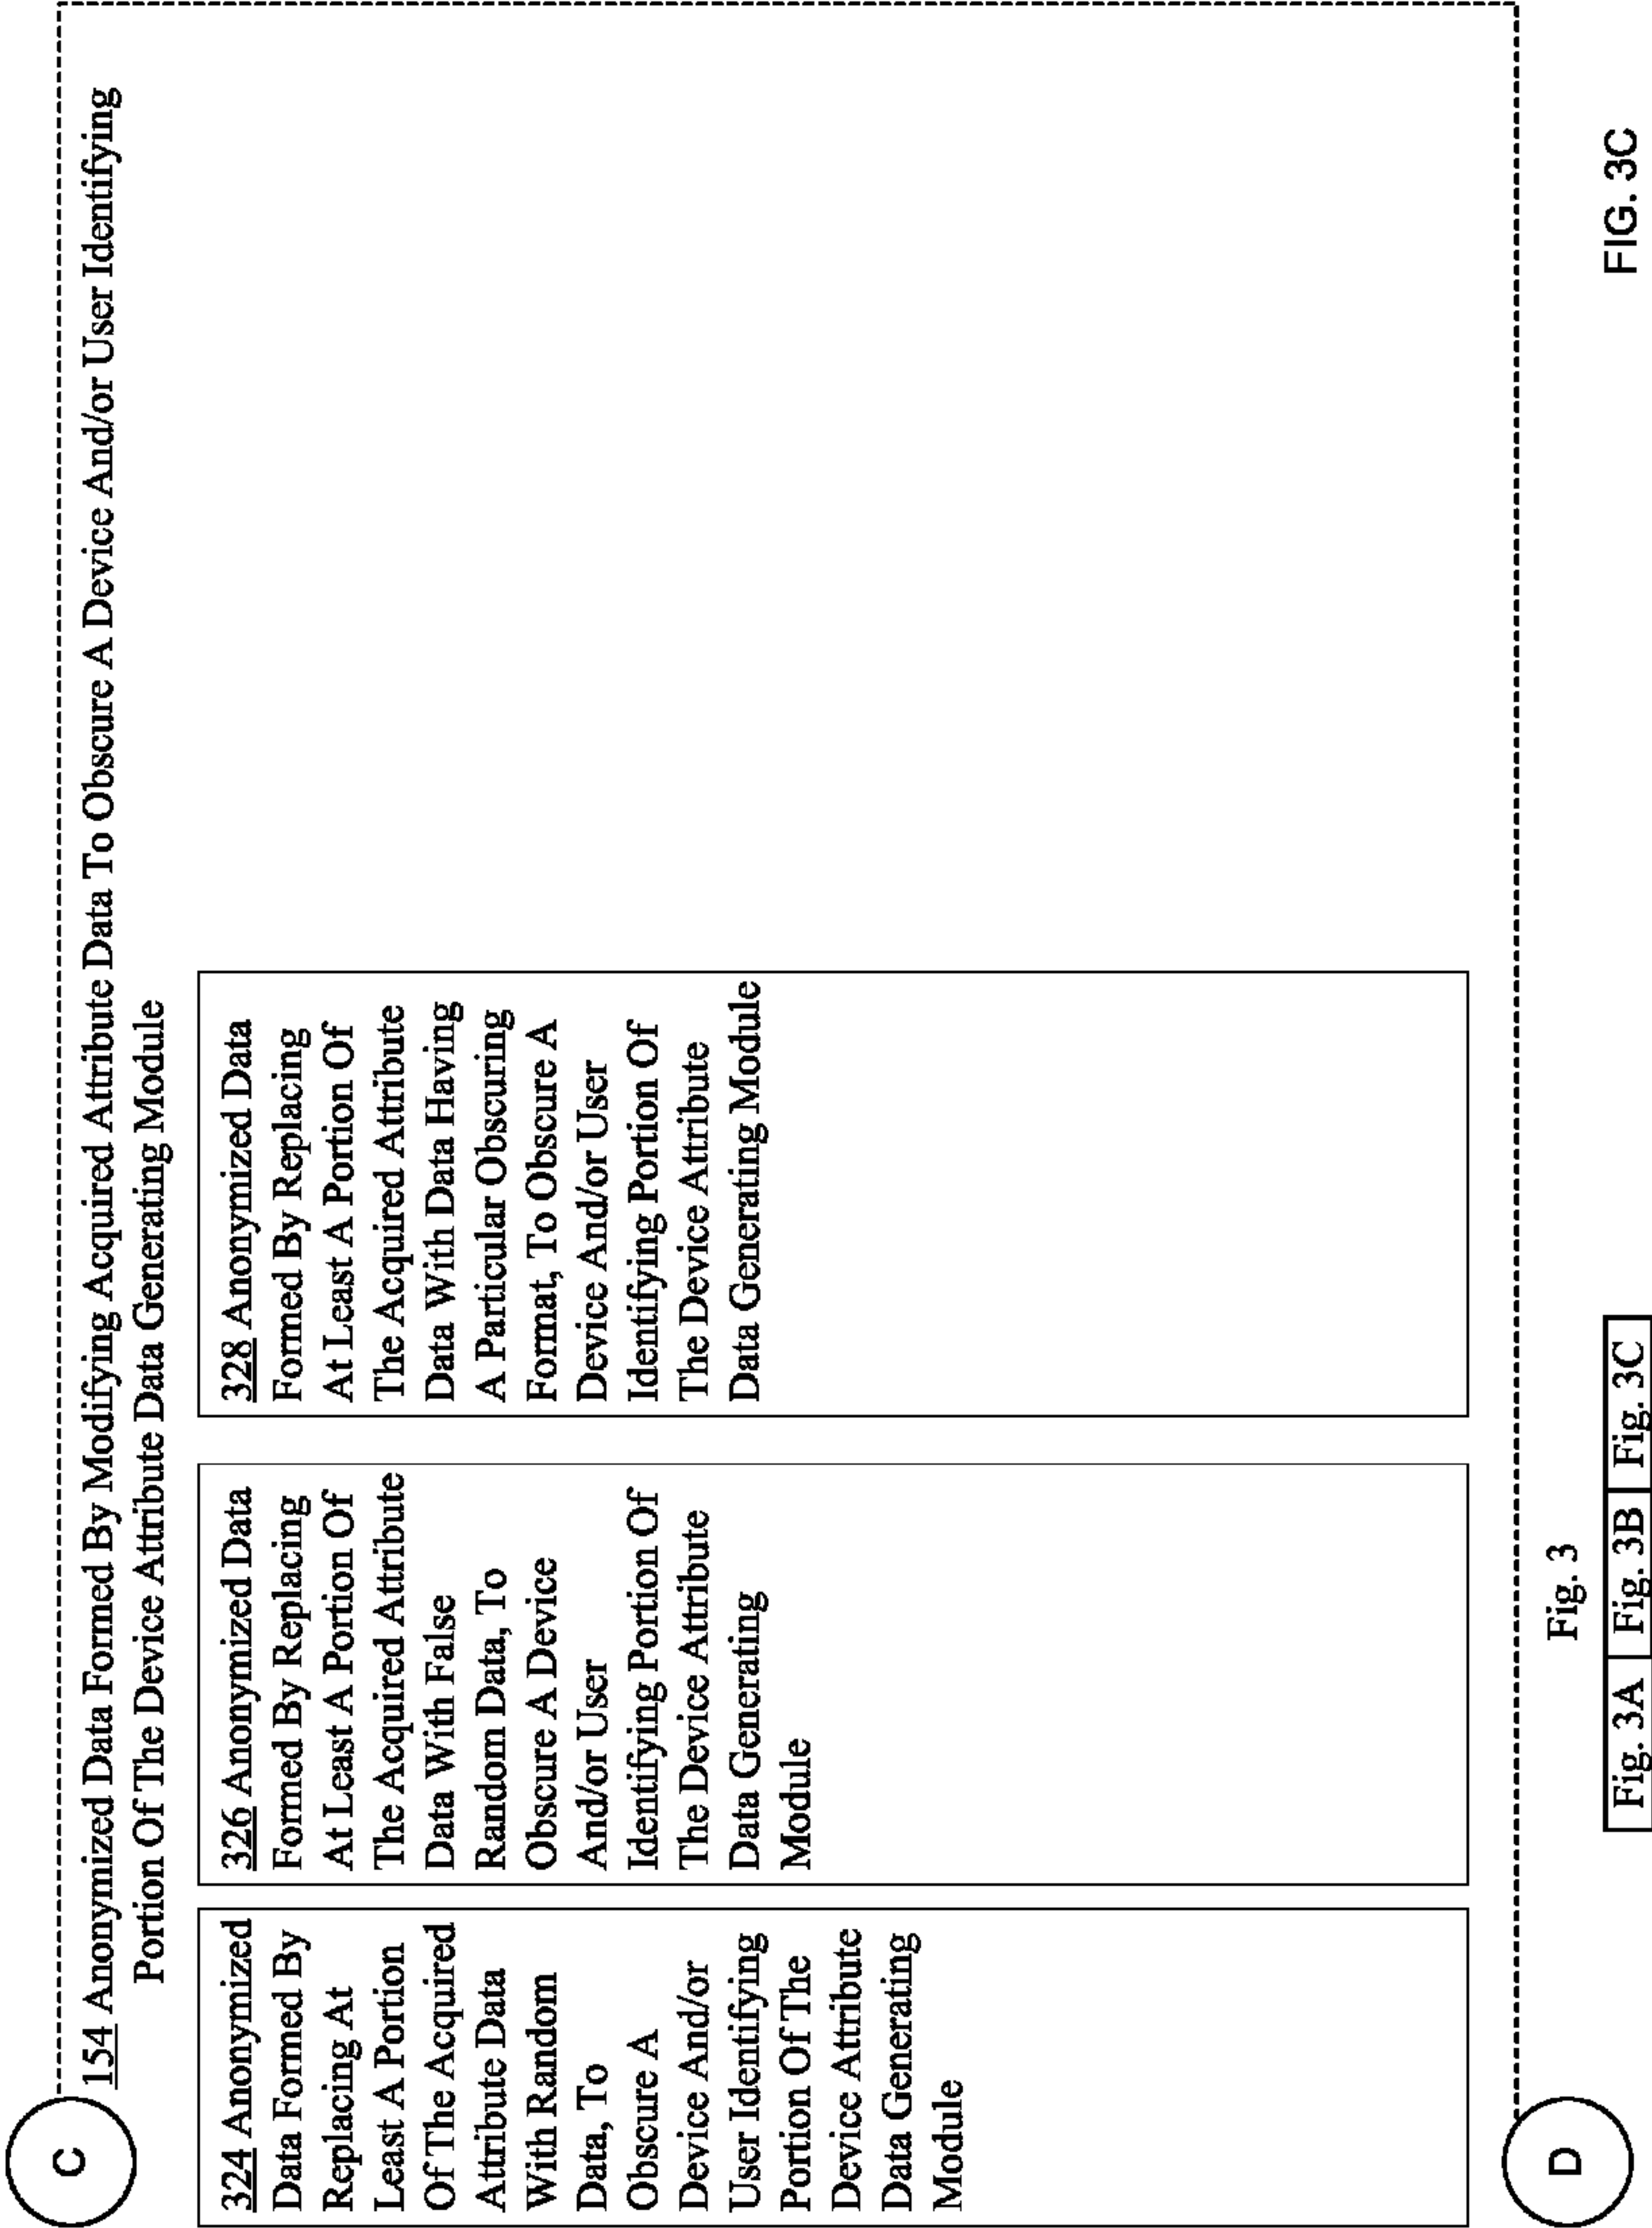 C
154 Anonymized Data Formed By Modifying Acquired Attribute Data To Obscure A Device And/or User Identifying
Portion Of The Device Attribute Data Generating Module
324 Anonymized
Data Formed By
Replacing At
Least A Portion
Of The Acquired
Attribute Data
With Random
Data, To
Obscure A
Device And/or
User Identifying
Portion Of The
Device Attribute
Data Generating
Module
326 Anonymized Data
Formed By Replacing
At Least A Portion Of
The Acquired Attribute
Data With False
Random Data, To
Obscure A Device
And/or User
Identifying Portion Of
The Device Attribute
Data Generating
Module
328 Anonymized Data
Formed By Replacing
At Least A Portion Of
The Acquired Attribute
Data With Data Having
A Particular Obscuring
Format, To Obscure A
Device And/or User
Identifying Portion Of
The Device Attribute
Data Generating Module
D
Fig. 3
Fig. 3A Fig. 3B Fig. 3C
FIG. 3C